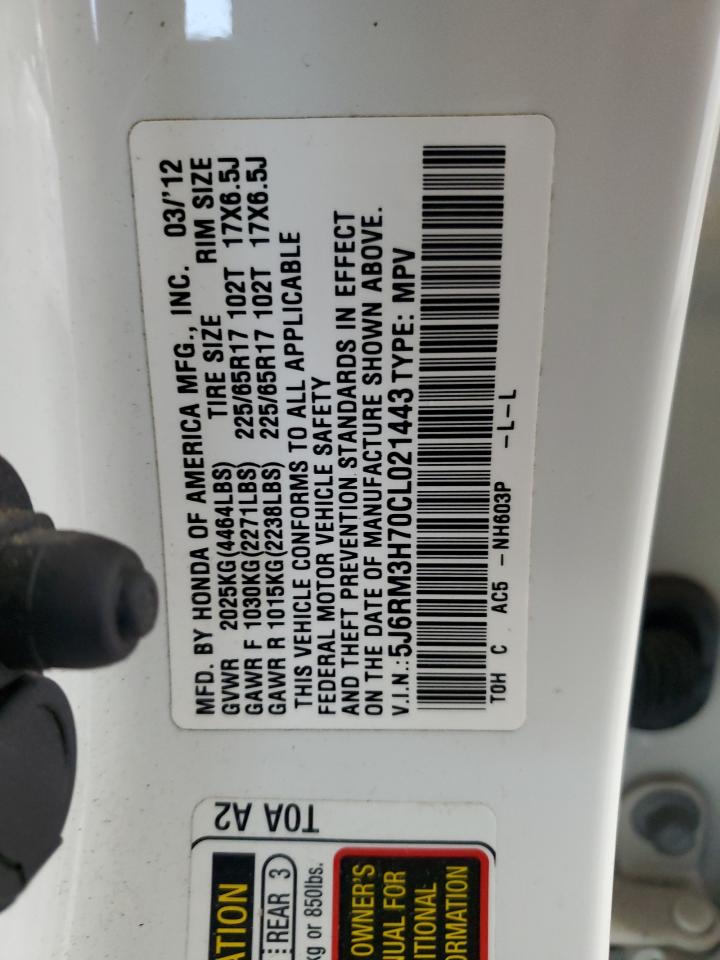 MFD. BY HONDA OF AMERICA MFG., INC. 03/'12
GVWR 2025KG(4464LBS) TIRE SIZE RIM SIZE
GAWR F 1030KG(2271LBS) 225/65R17 102T 17X6.5J
GAWR R 1015KG(2238LBS) 225/65R17 102T 17X6.5J
THIS VEHICLE CONFORMS TO ALL APPLICABLE
FEDERAL MOTOR VEHICLE SAFETY
AND THEFT PREVENTION STANDARDS IN EFFECT
ON THE DATE OF MANUFACTURE SHOWN ABOVE.
V.I.N.:5J6RM3H70CL021443 TYPE: MPV
T0H C AC5 -NH603P -L-L
T0A A2
ATION
REAR 3
kg or 850lbs.
OWNER'S
NUAL FOR
ITIONAL
ORMATION